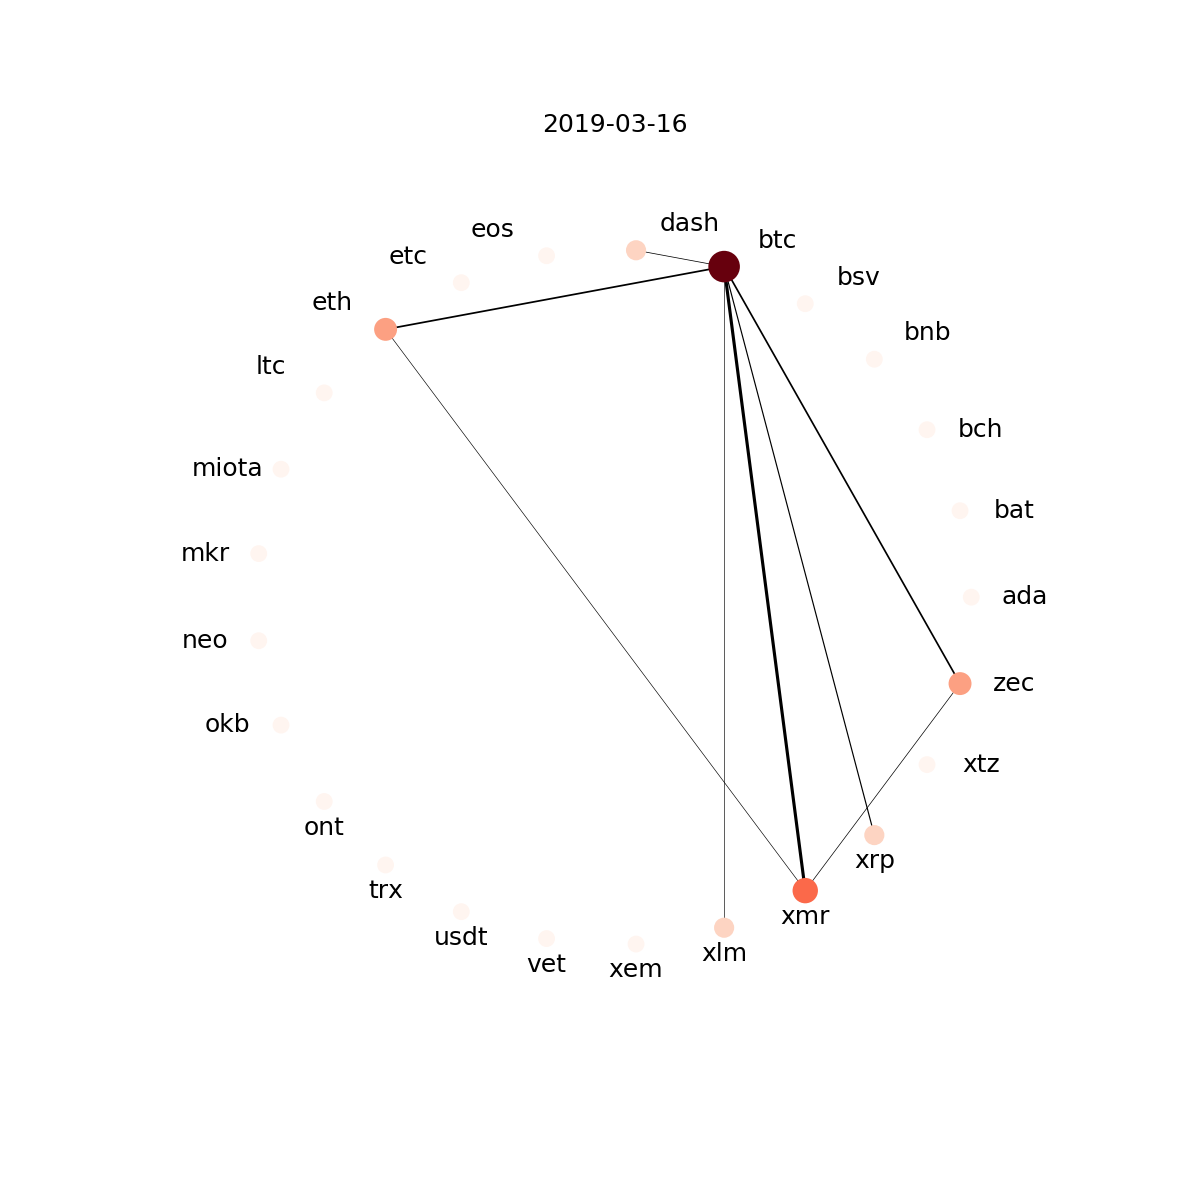 2019-03-16
dash
eos
btc
etc
bsv
eth
bnb
ltc
bch
miota
bat
mkr
ada
neo
zec
okb
xtz
ont
xrp
trx
xmr
usdt
xlm
vet
xem